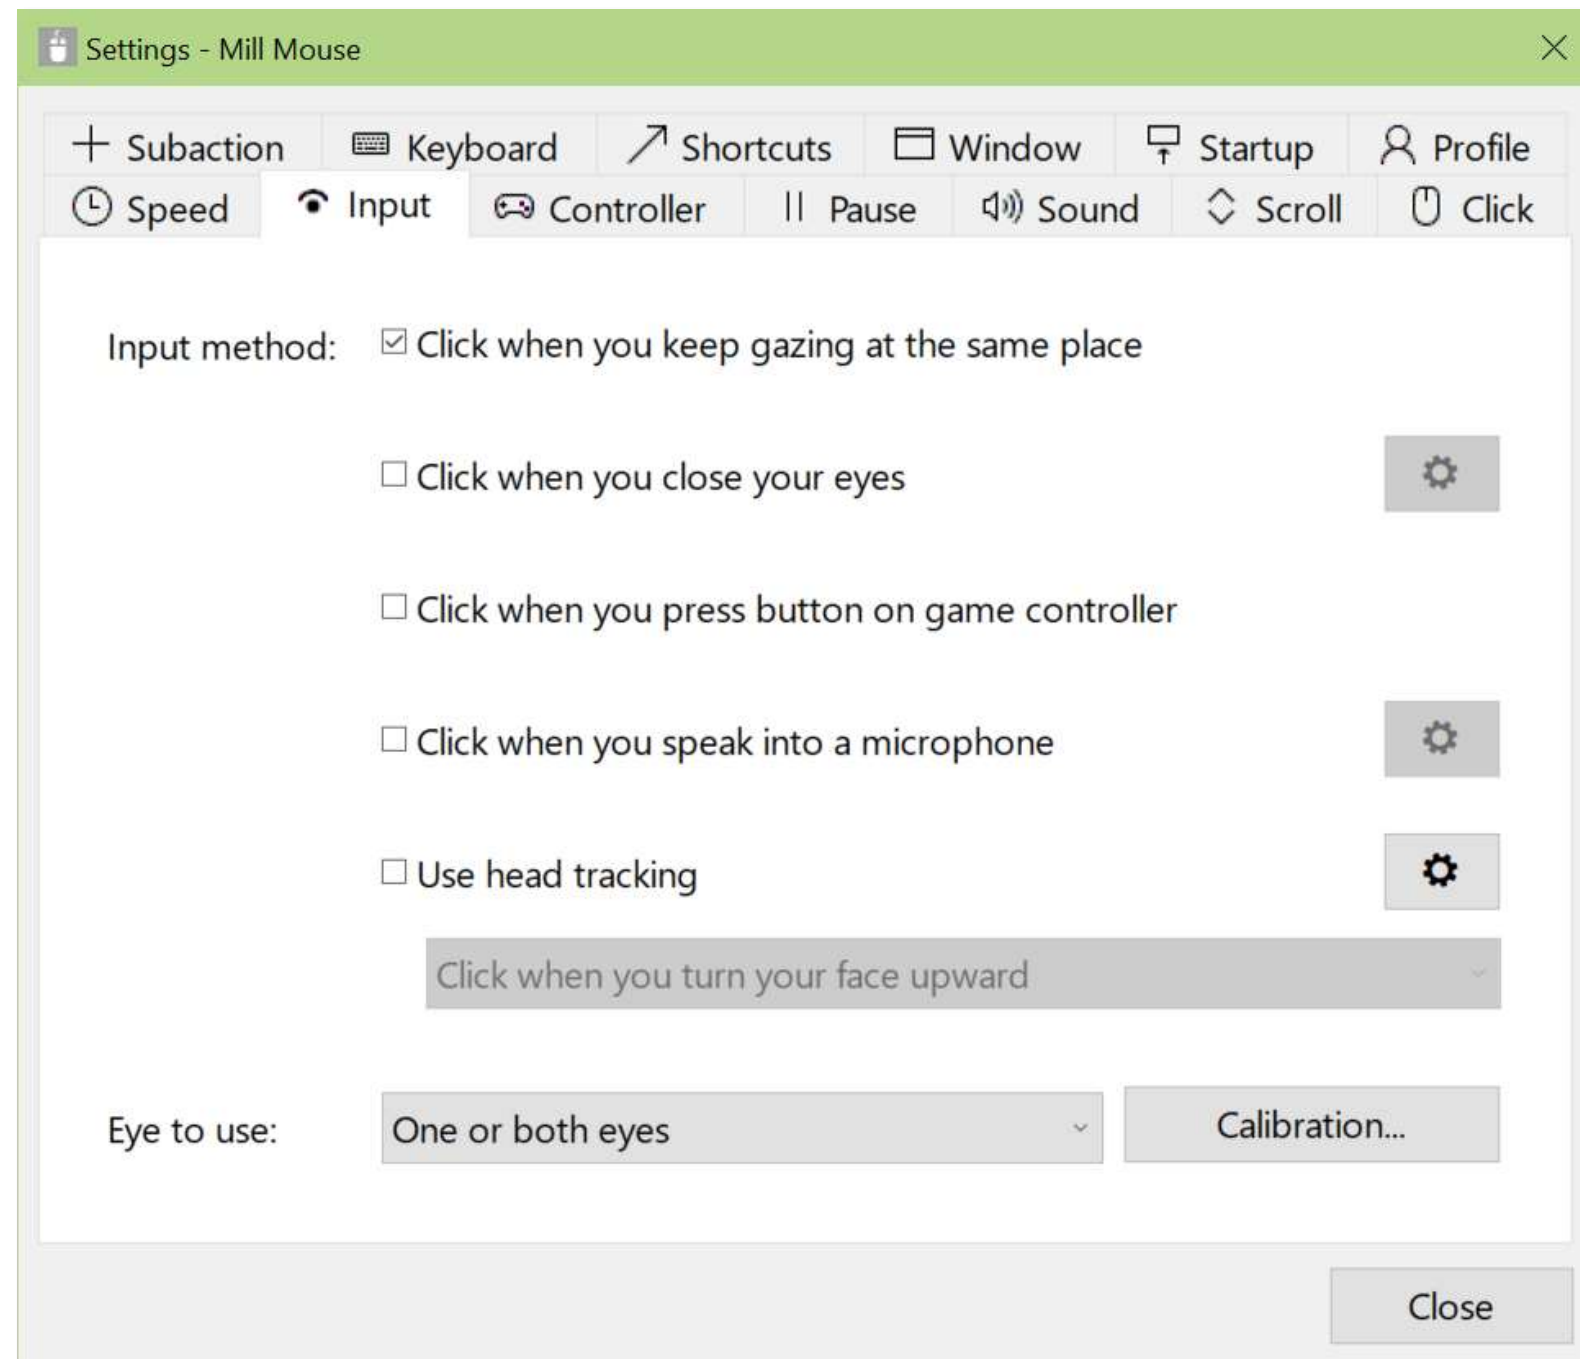 Settings - Mill Mouse
Subaction Keyboard Shortcuts Window Startup Profile
Speed Input Controller Pause Sound Scroll Click
Input method: Click when you keep gazing at the same place
Click when you close your eyes
Click when you press button on game controller
Click when you speak into a microphone
Use head tracking
Click when you turn your face upward
Eye to use: One or both eyes Calibration...
Close